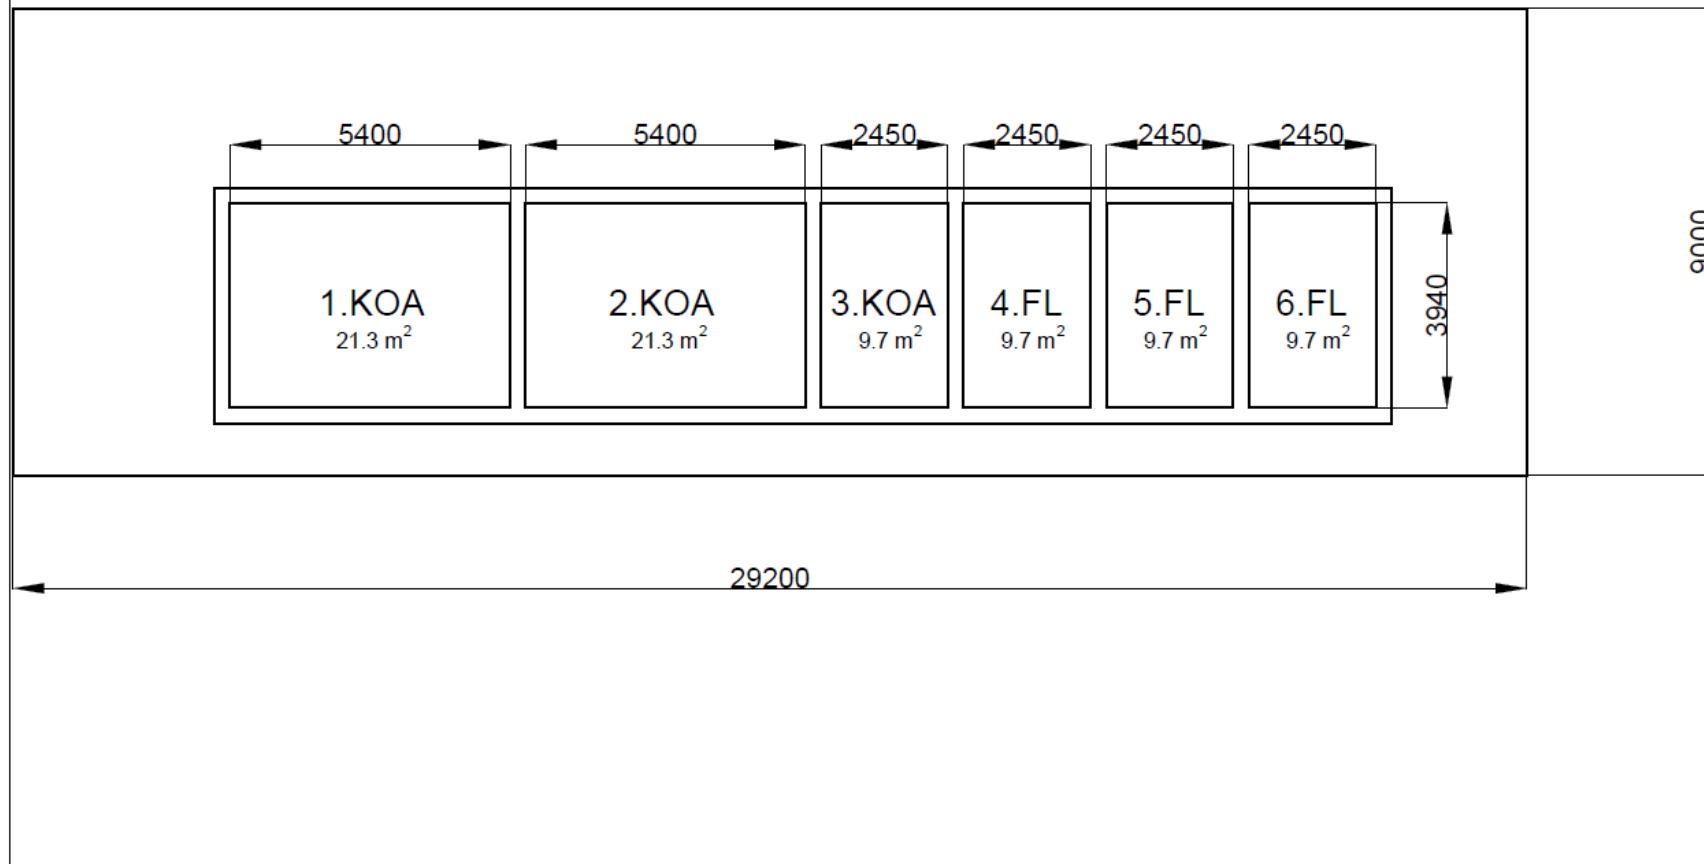 5400
5400
2450
2450
2450
2450
1.KOA
21.3 m²
2.KOA
21.3 m²
3.KOA
9.7 m²
4.FL
9.7 m²
5.FL
9.7 m²
6.FL
9.7 m²
3940
9000
29200